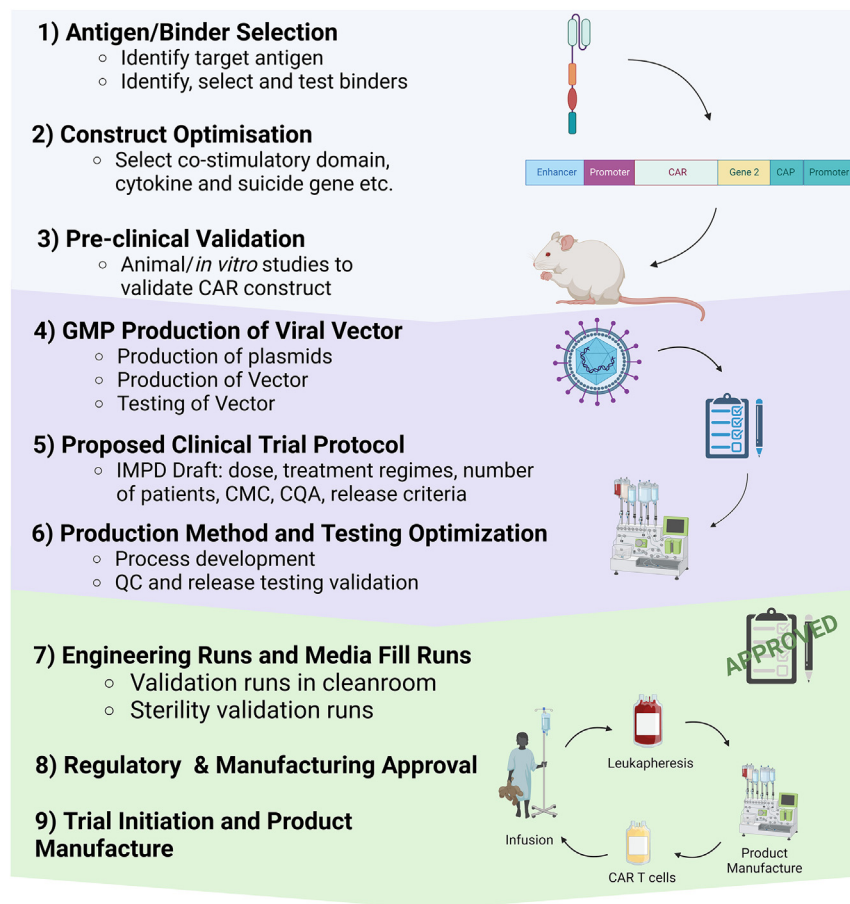 1) Antigen/Binder Selection
○ Identify target antigen
○ Identify, select and test binders
2) Construct Optimisation
○ Select co-stimulatory domain,
cytokine and suicide gene etc.
Enhancer Promoter CAR Gene 2 CAP Promoter
3) Pre-clinical Validation
○ Animal/in vitro studies to
validate CAR construct
4) GMP Production of Viral Vector
○ Production of plasmids
○ Production of Vector
○ Testing of Vector
5) Proposed Clinical Trial Protocol
○ IMPD Draft: dose, treatment regimes, number
of patients, CMC, CQA, release criteria
6) Production Method and Testing Optimization
○ Process development
○ QC and release testing validation
APPROVED
7) Engineering Runs and Media Fill Runs
○ Validation runs in cleanroom
○ Sterility validation runs
8) Regulatory & Manufacturing Approval
9) Trial Initiation and Product
Manufacture
Leukapheresis
Product
Manufacture
CAR T cells
Infusion